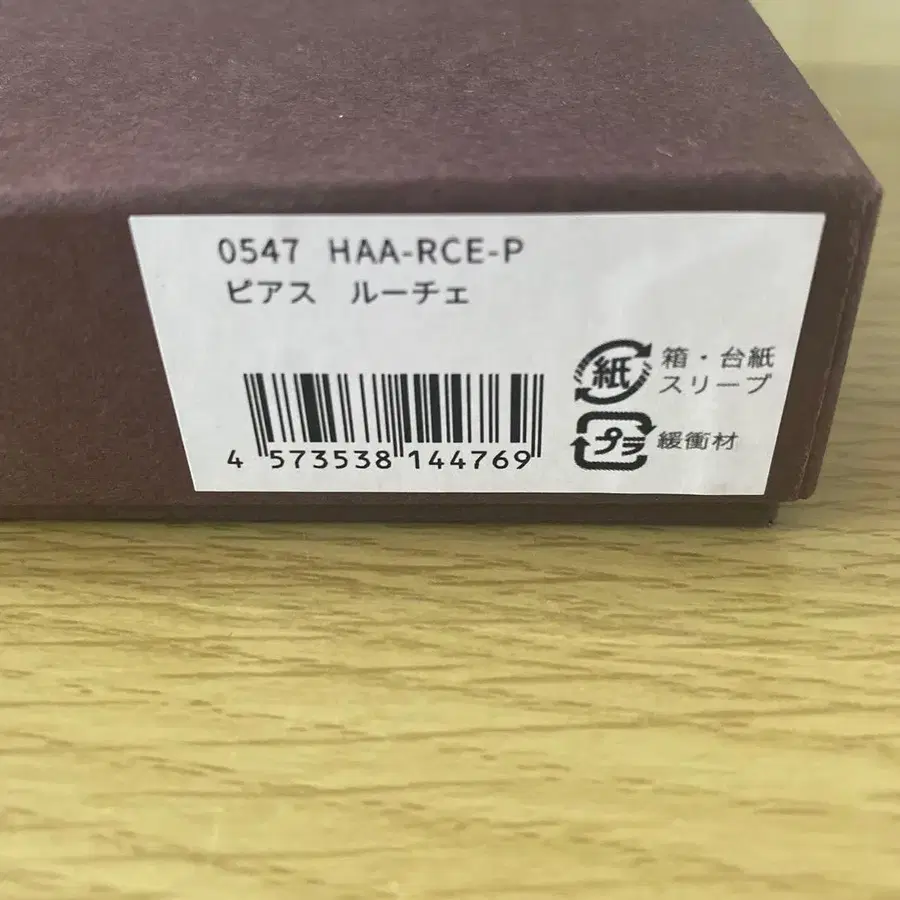 0547 HAA-RCE-P
ピアス ルーチェ
紙 箱・台紙
スリーブ
プラ 緩衝材
4 573538 144769